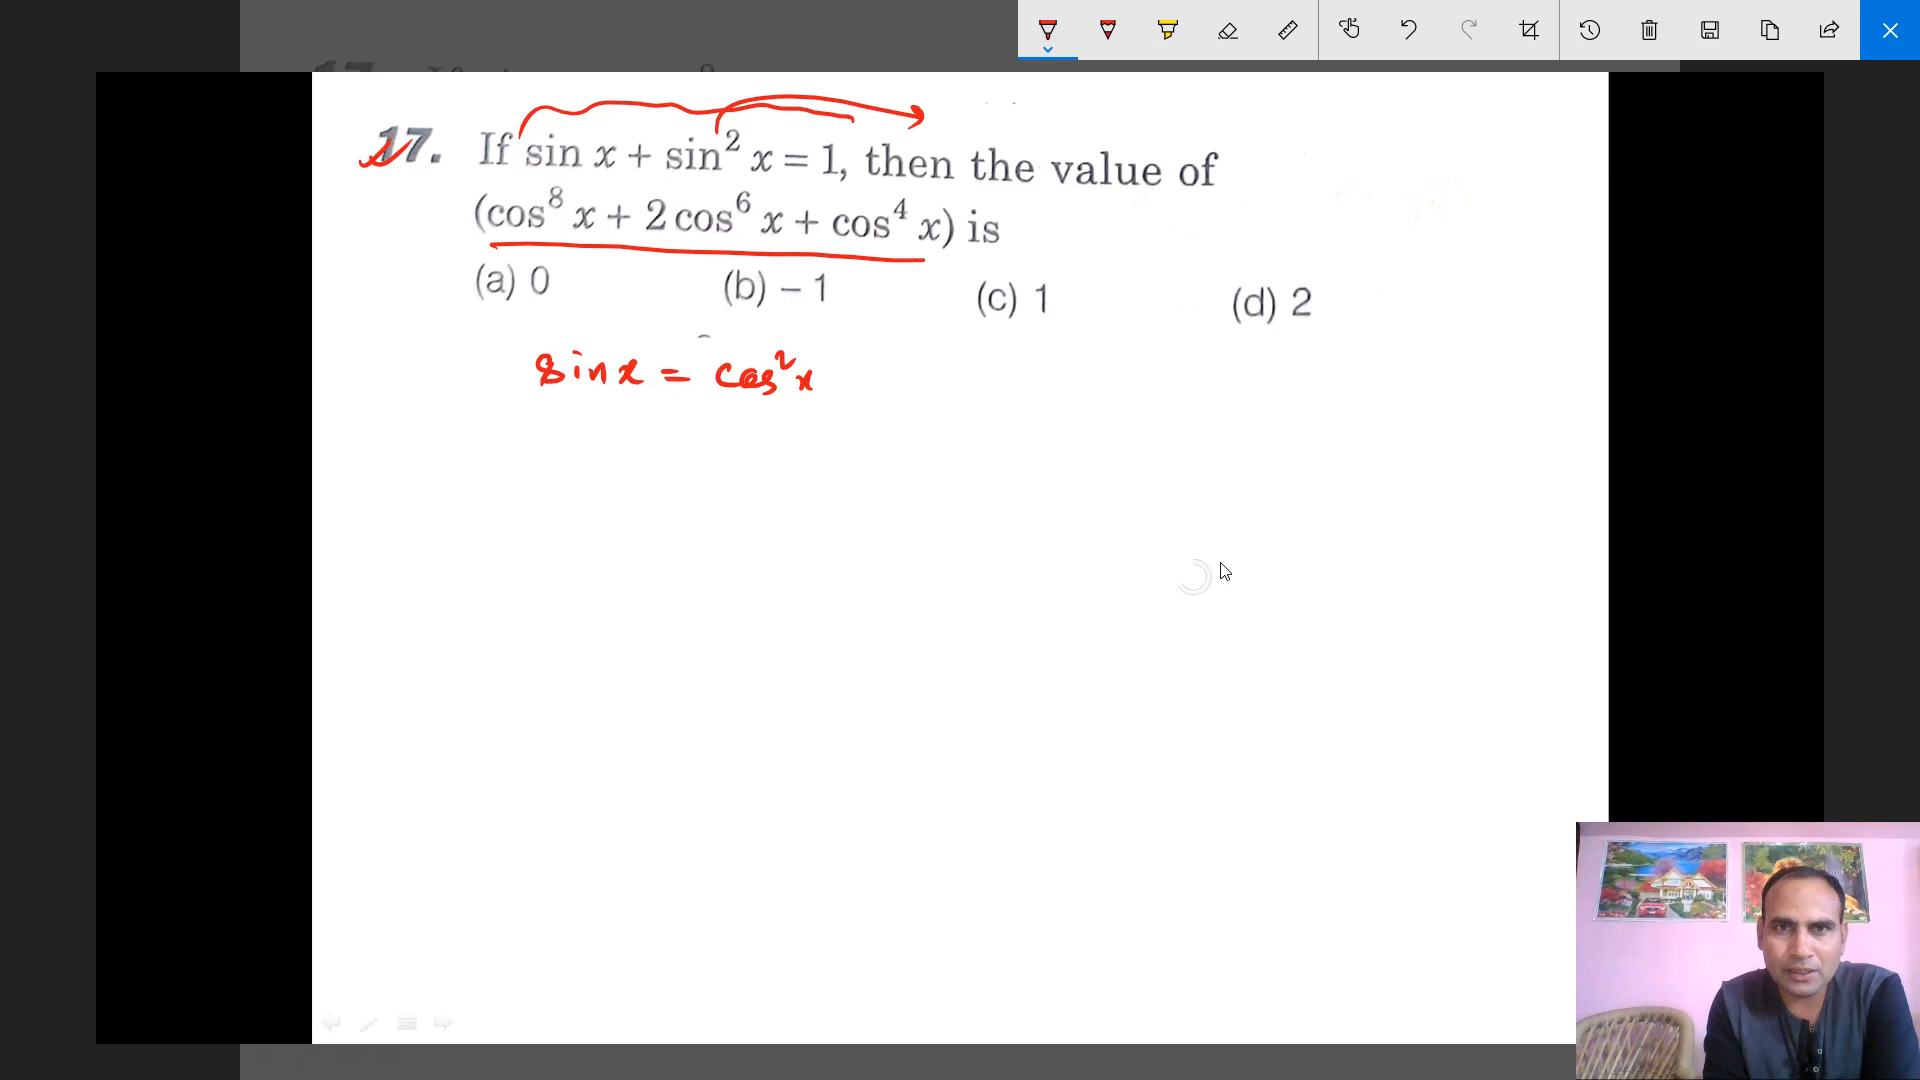 17. If sin x + sin² x = 1, then the value of
(cos⁸ x + 2 cos⁶ x + cos⁴ x) is
(a) 0 (b) – 1 (c) 1 (d) 2
sin x = cos² x